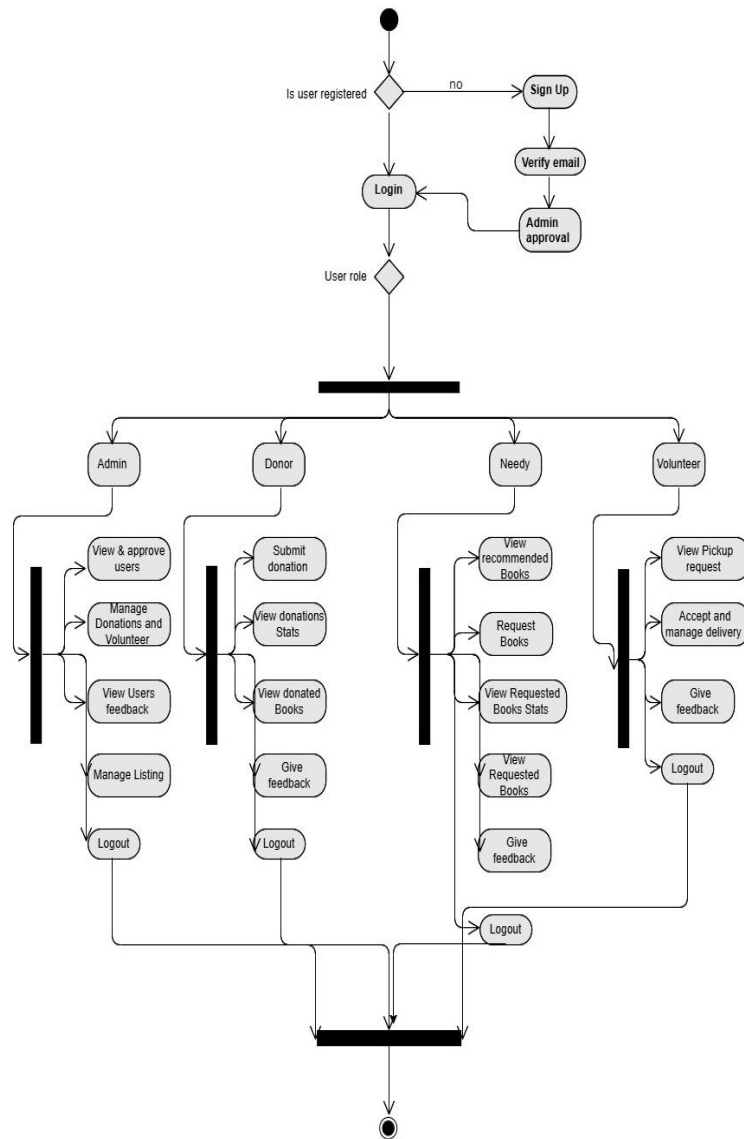 Is user registered
no
Sign Up
Verify email
Login
Admin
approval
User role
Admin
Donor
Needy
Volunteer
View & approve
users
Manage
Donations and
Volunteer
View Users
feedback
Manage Listing
Logout
Submit
donation
View donations
Stats
View donated
Books
Give
feedback
Logout
View
recommended
Books
Request
Books
View Requested
Books Stats
View
Requested
Books
Give
feedback
Logout
View Pickup
request
Accept and
manage delivery
Give
feedback
Logout